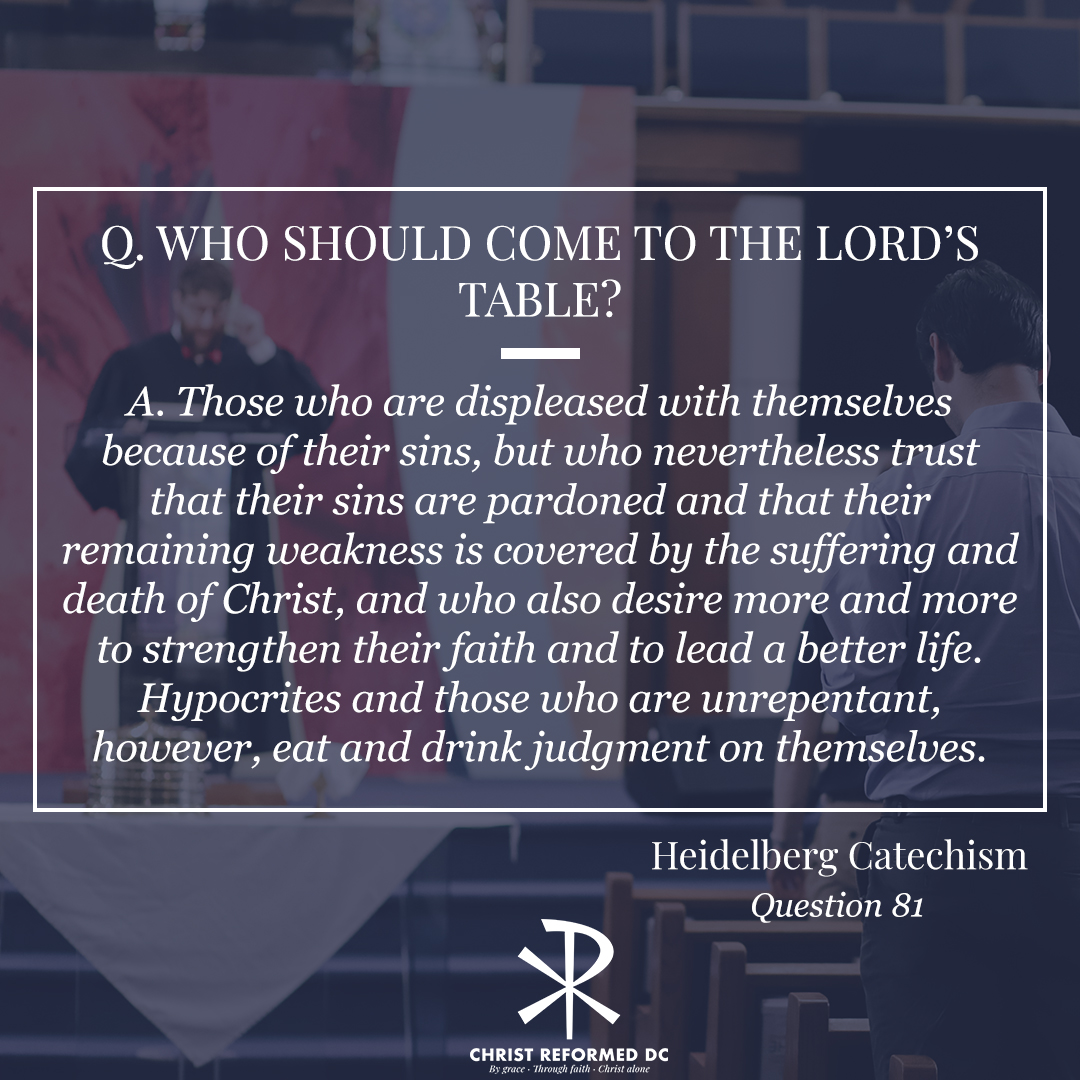 Q. WHO SHOULD COME TO THE LORD’S
TABLE?
A. Those who are displeased with themselves
because of their sins, but who nevertheless trust
that their sins are pardoned and that their
remaining weakness is covered by the suffering and
death of Christ, and who also desire more and more
to strengthen their faith and to lead a better life.
Hypocrites and those who are unrepentant,
however, eat and drink judgment on themselves.
Heidelberg Catechism
Question 81
CHRIST REFORMED DC
By grace · Through faith · Christ alone